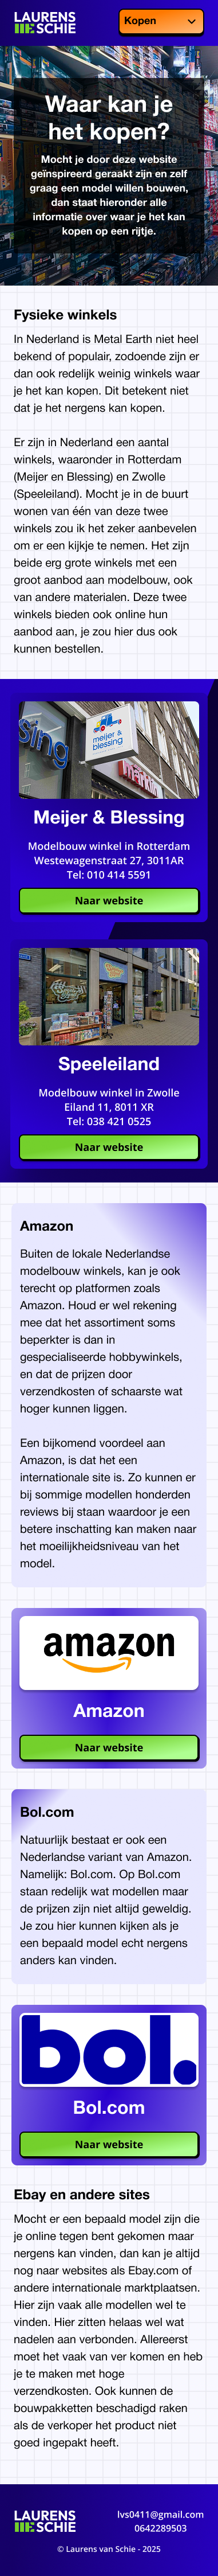 LAURENS
SCHIE
Kopen
Waar kan je
het kopen?
Mocht je door deze website
geïnspireerd geraakt zijn en zelf
graag een model willen bouwen,
dan staat hieronder alle
informatie over waar je het kan
kopen op een rijtje.
Fysieke winkels
In Nederland is Metal Earth niet heel
bekend of populair, zodoende zijn er
dan ook redelijk weinig winkels waar
je het kan kopen. Dit betekent niet
dat je het nergens kan kopen.
Er zijn in Nederland een aantal
winkels, waaronder in Rotterdam
(Meijer en Blessing) en Zwolle
(Speeleiland). Mocht je in de buurt
wonen van één van deze twee
winkels zou ik het zeker aanbevelen
om er een kijkje te nemen. Het zijn
beide erg grote winkels met een
groot aanbod aan modelbouw, ook
van andere materialen. Deze twee
winkels bieden ook online hun
aanbod aan, je zou hier dus ook
kunnen bestellen.
meijer &
blessing
Meijer & Blessing
Modelbouw winkel in Rotterdam
Westewagenstraat 27, 3011AR
Tel: 010 414 5591
Naar website
Speeleiland
Modelbouw winkel in Zwolle
Eiland 11, 8011 XR
Tel: 038 421 0525
Naar website
Amazon
Buiten de lokale Nederlandse
modelbouw winkels, kan je ook
terecht op platformen zoals
Amazon. Houd er wel rekening
mee dat het assortiment soms
beperkter is dan in
gespecialiseerde hobbywinkels,
en dat de prijzen door
verzendkosten of schaarste wat
hoger kunnen liggen.
Een bijkomend voordeel aan
Amazon, is dat het een
internationale site is. Zo kunnen er
bij sommige modellen honderden
reviews bij staan waardoor je een
betere inschatting kan maken naar
het moeilijkheidsniveau van het
model.
amazon
Amazon
Naar website
Bol.com
Natuurlijk bestaat er ook een
Nederlandse variant van Amazon.
Namelijk: Bol.com. Op Bol.com
staan redelijk wat modellen maar
de prijzen zijn niet altijd geweldig.
Je zou hier kunnen kijken als je
een bepaald model echt nergens
anders kan vinden.
bol.
Bol.com
Naar website
Ebay en andere sites
Mocht er een bepaald model zijn die
je online tegen bent gekomen maar
nergens kan vinden, dan kan je altijd
nog naar websites als Ebay.com of
andere internationale marktplaatsen.
Hier zijn vaak alle modellen wel te
vinden. Hier zitten helaas wel wat
nadelen aan verbonden. Allereerst
moet het vaak van ver komen en heb
je te maken met hoge
verzendkosten. Ook kunnen de
bouwpakketten beschadigd raken
als de verkoper het product niet
goed ingepakt heeft.
LAURENS
SCHIE
lvs0411@gmail.com
0642289503
© Laurens van Schie - 2025